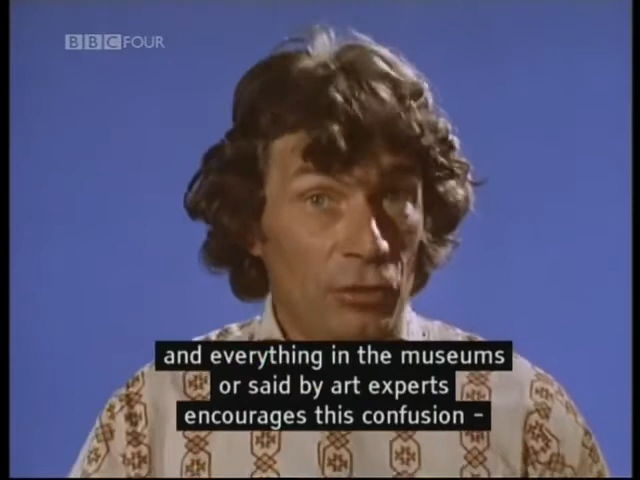 BBC FOUR
and everything in the museums
or said by art experts
encourages this confusion -